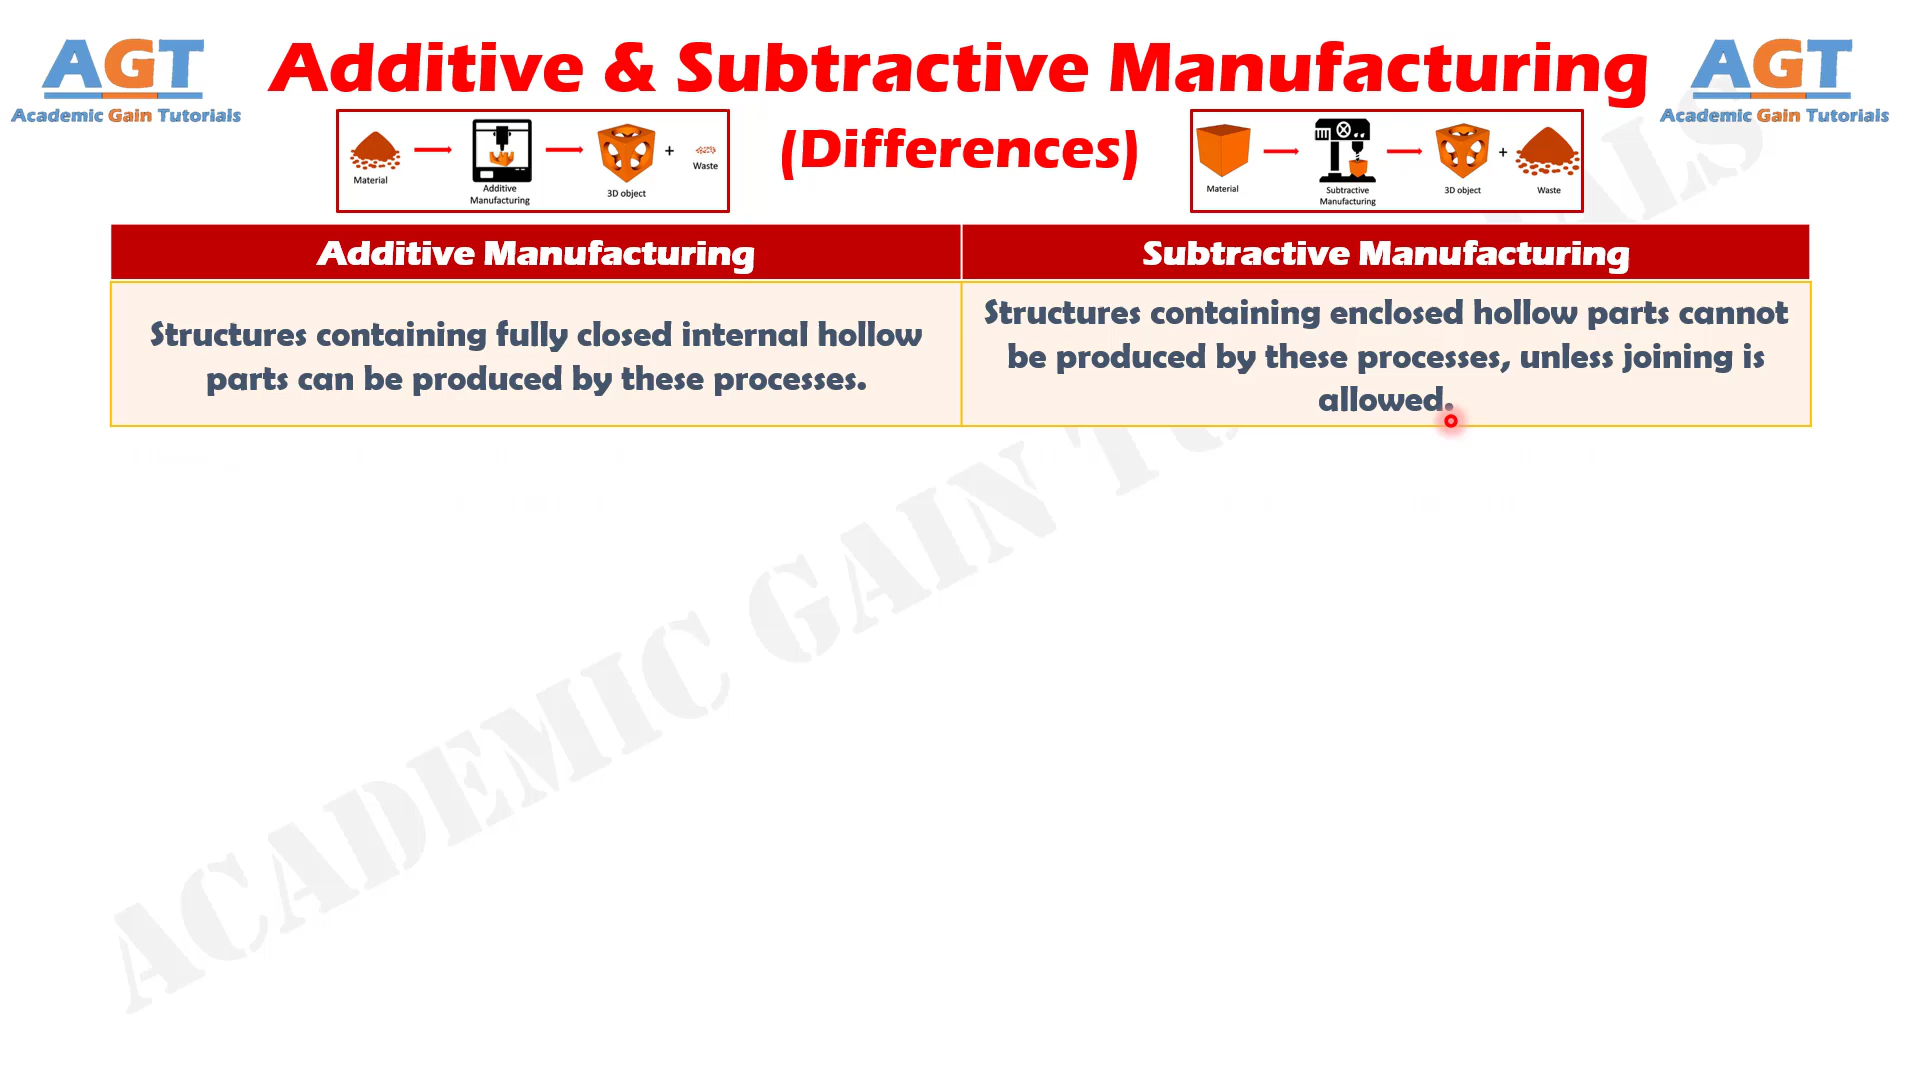 AGT
Academic Gain Tutorials
Additive & Subtractive Manufacturing
(Differences)
AGT
Academic Gain Tutorials
Material
Additive
Manufacturing
3D object
+
Waste
Material
Subtractive
Manufacturing
3D object
+
Waste
Additive Manufacturing
Subtractive Manufacturing
Structures containing fully closed internal hollow
parts can be produced by these processes.
Structures containing enclosed hollow parts cannot
be produced by these processes, unless joining is
allowed.
ACADEMIC GAIN TUTORIALS